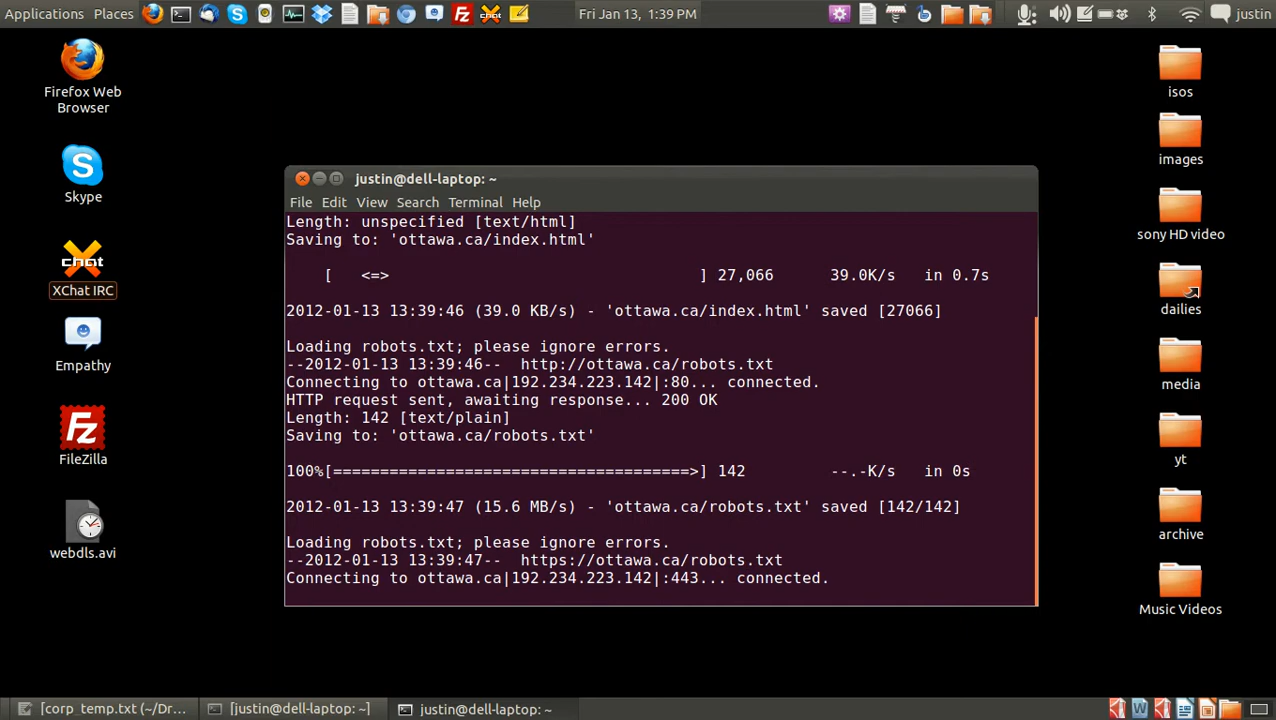 Applications Places Fri Jan 13, 1:39 PM justin
Firefox Web
Browser
Skype
chat
XChat IRC
Empathy
FileZilla
webdls.avi
justin@dell-laptop: ~
File Edit View Search Terminal Help
Length: unspecified [text/html]
Saving to: 'ottawa.ca/index.html'
[ <=> ] 27,066 39.0K/s in 0.7s
2012-01-13 13:39:46 (39.0 KB/s) - 'ottawa.ca/index.html' saved [27066]
Loading robots.txt; please ignore errors.
--2012-01-13 13:39:46-- http://ottawa.ca/robots.txt
Connecting to ottawa.ca|192.234.223.142|:80... connected.
HTTP request sent, awaiting response... 200 OK
Length: 142 [text/plain]
Saving to: 'ottawa.ca/robots.txt'
100%[======================================>] 142 --.-K/s in 0s
2012-01-13 13:39:47 (15.6 MB/s) - 'ottawa.ca/robots.txt' saved [142/142]
Loading robots.txt; please ignore errors.
--2012-01-13 13:39:47-- https://ottawa.ca/robots.txt
Connecting to ottawa.ca|192.234.223.142|:443... connected.
isos
images
sony HD video
dailies
media
yt
archive
Music Videos
[corp_temp.txt (~/Dr... [justin@dell-laptop: ~] justin@dell-laptop: ~